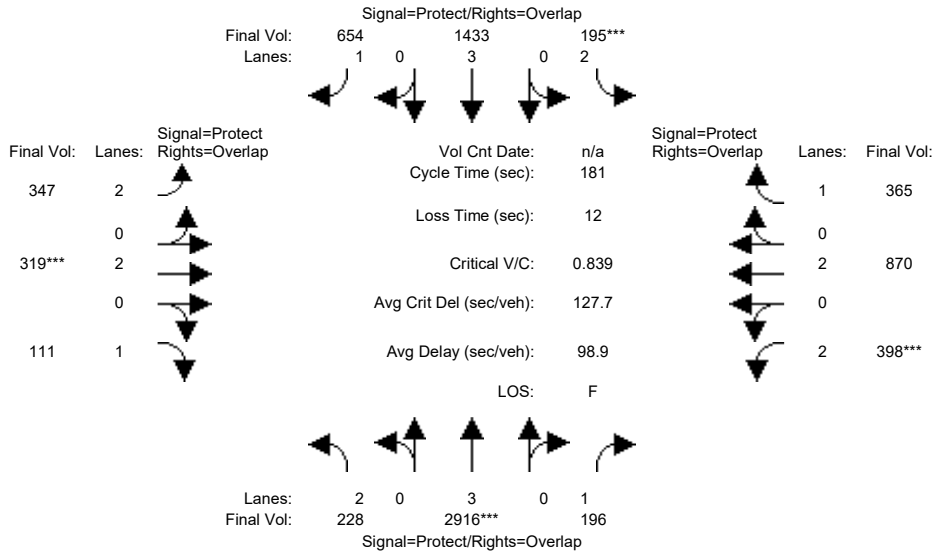 Signal=Protect/Rights=Overlap
Final Vol: 654 1433 195***
Lanes: 1 0 3 0 2
Signal=Protect Signal=Protect
Final Vol: Lanes: Rights=Overlap Vol Cnt Date: n/a Rights=Overlap Lanes: Final Vol:
Cycle Time (sec): 181
347 2 1 365
Loss Time (sec): 12
0 0
319*** 2 Critical V/C: 0.839 2 870
0 Avg Crit Del (sec/veh): 127.7 0
111 1 Avg Delay (sec/veh): 98.9 2 398***
LOS: F
Lanes: 2 0 3 0 1
Final Vol: 228 2916*** 196
Signal=Protect/Rights=Overlap